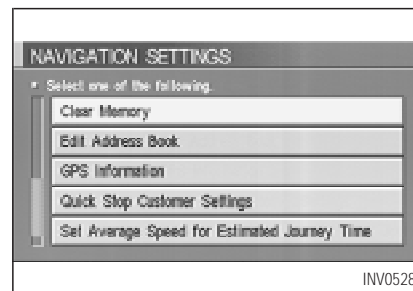 NAVIGATION SETTINGS
Select one of the following.
Clear Memory
Edit Address Book
GPS Information
Quick Stop Customer Settings
Set Average Speed for Estimated Journey Time
INV0528